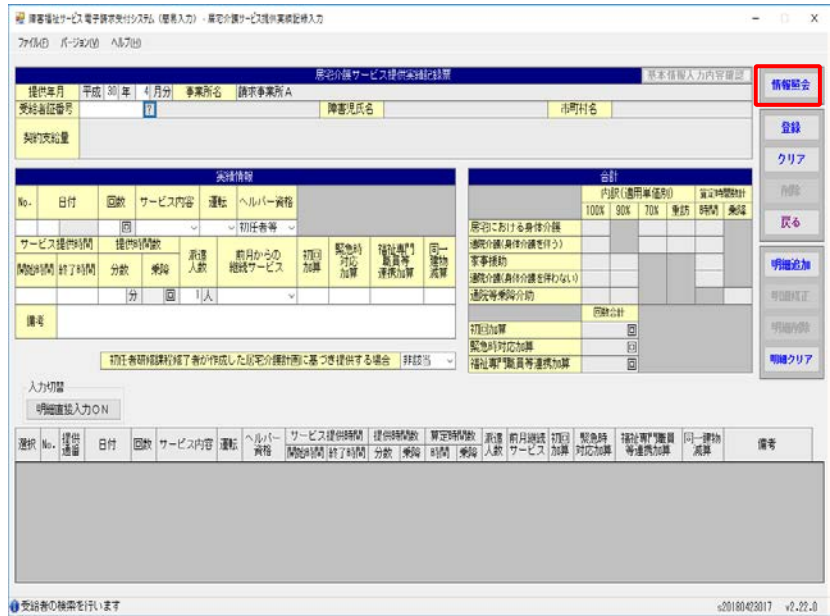 障害福祉サービス 電子請求受付システム (簡易入力) - 居宅介護サービス提供実績記録入力
ファイル(F) バージョン(V) ヘルプ(H)
居宅介護サービス提供実績記録票 基本情報入力内容確認
提供年月 平成 30 年 4 月分 事業所名 請求事業所A
受給者証番号 ? 障害児氏名 市町村名
契約支給量
情報照会
登録
クリア
削除
戻る
明細追加
明細修正
明細削除
明細クリア
実績情報
No. 日付 回数 サービス内容 運転 ヘルパー資格
回 初任者等
サービス提供時間 提供時間数 派遣人数 前月からの継続サービス 初回加算 緊急時対応加算 福祉専門職員等連携加算 同一建物減算
開始時間 終了時間 分数 乗降
分 回 1 人
備考
合計
内訳(適用単価別) 算定時間数計
100% 90% 70% 重訪 時間 乗降
居宅における身体介護
通院介護(身体介護を伴う)
家事援助
通院介護(身体介護を伴わない)
通院等乗降介助
回数合計
初回加算 回
緊急時対応加算 回
福祉専門職員等連携加算 回
初任者研修課程修了者が作成した居宅介護計画に基づき提供する場合 非該当
入力切替
明細直接入力ON
選択 No. 提供通番 日付 回数 サービス内容 運転 ヘルパー資格 サービス提供時間 提供時間数 算定時間数 派遣人数 前月継続サービス 初回加算 緊急時対応加算 福祉専門職員等連携加算 同一建物減算 備考
開始時間 終了時間 分数 乗降 時間 乗降
受給者の検索を行います s20180423017 v2.22.0